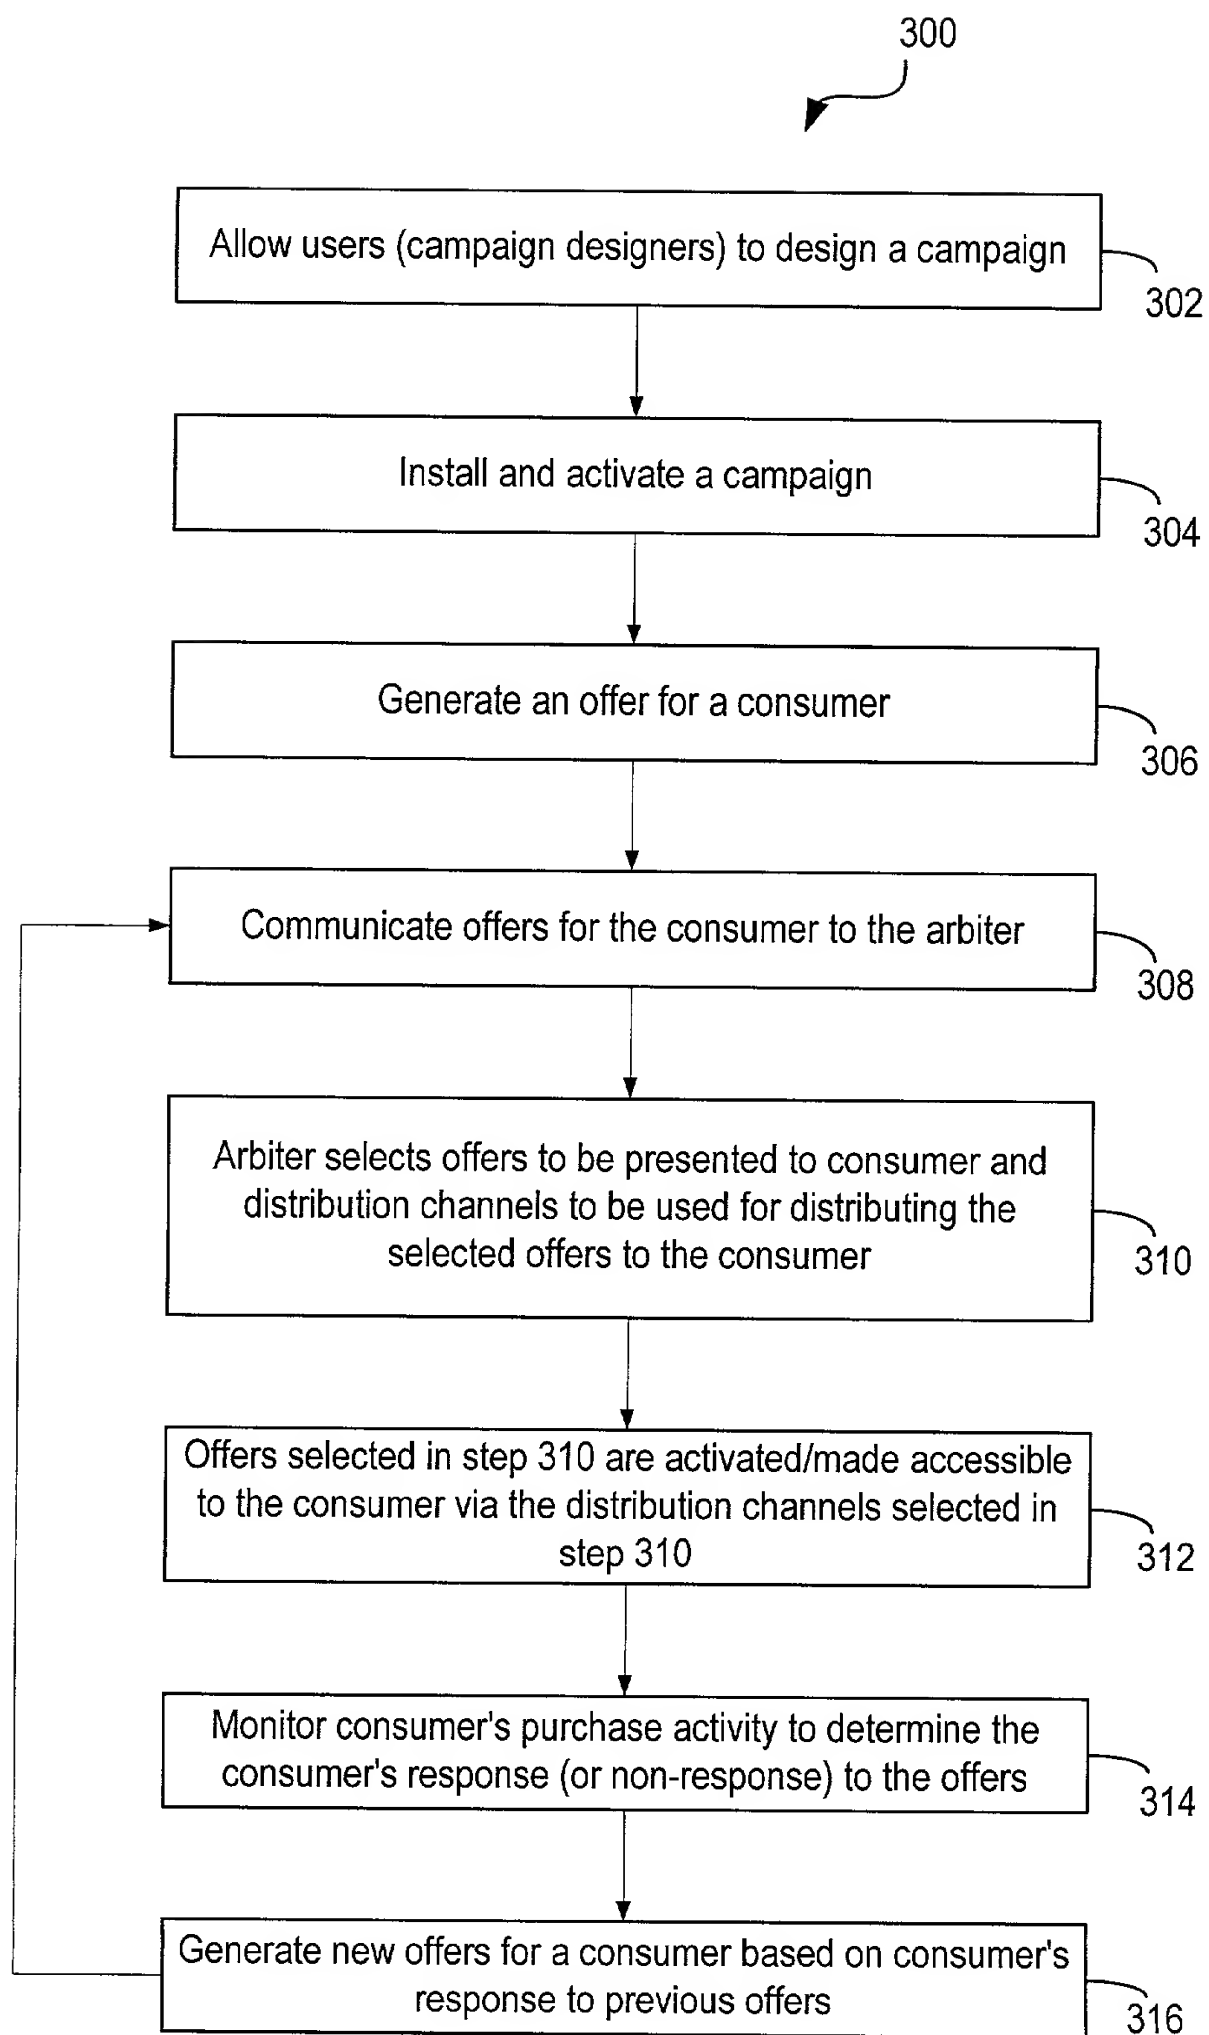 300
Allow users (campaign designers) to design a campaign
302
Install and activate a campaign
304
Generate an offer for a consumer
306
Communicate offers for the consumer to the arbiter
308
Arbiter selects offers to be presented to consumer and
distribution channels to be used for distributing the
selected offers to the consumer
310
Offers selected in step 310 are activated/made accessible
to the consumer via the distribution channels selected in
step 310
312
Monitor consumer's purchase activity to determine the
consumer's response (or non-response) to the offers
314
Generate new offers for a consumer based on consumer's
response to previous offers
316